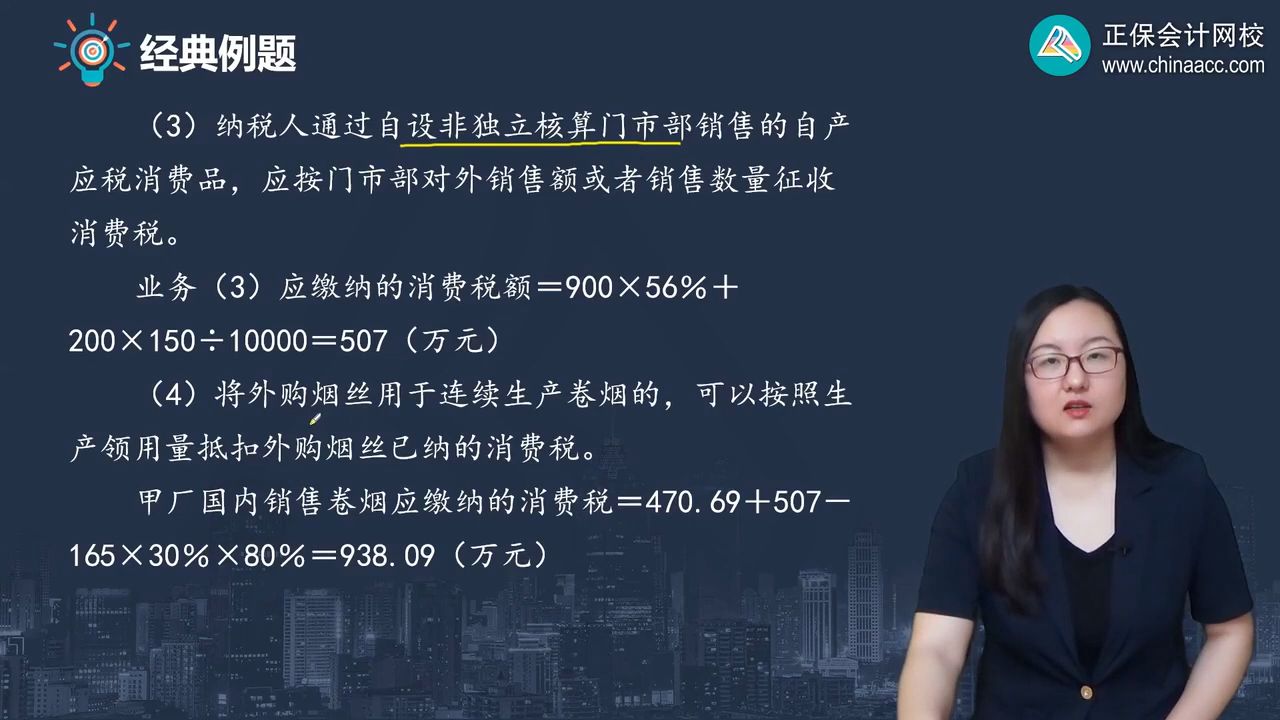 经典例题
正保会计网校
www.chinaacc.com
（3）纳税人通过自设非独立核算门市部销售的自产
应税消费品，应按门市部对外销售额或者销售数量征收
消费税。
业务（3）应缴纳的消费税额＝900×56%＋
200×150÷10000＝507（万元）
（4）将外购烟丝用于连续生产卷烟的，可以按照生
产领用量抵扣外购烟丝已纳的消费税。
甲厂国内销售卷烟应缴纳的消费税＝470.69＋507－
165×30%×80%＝938.09（万元）